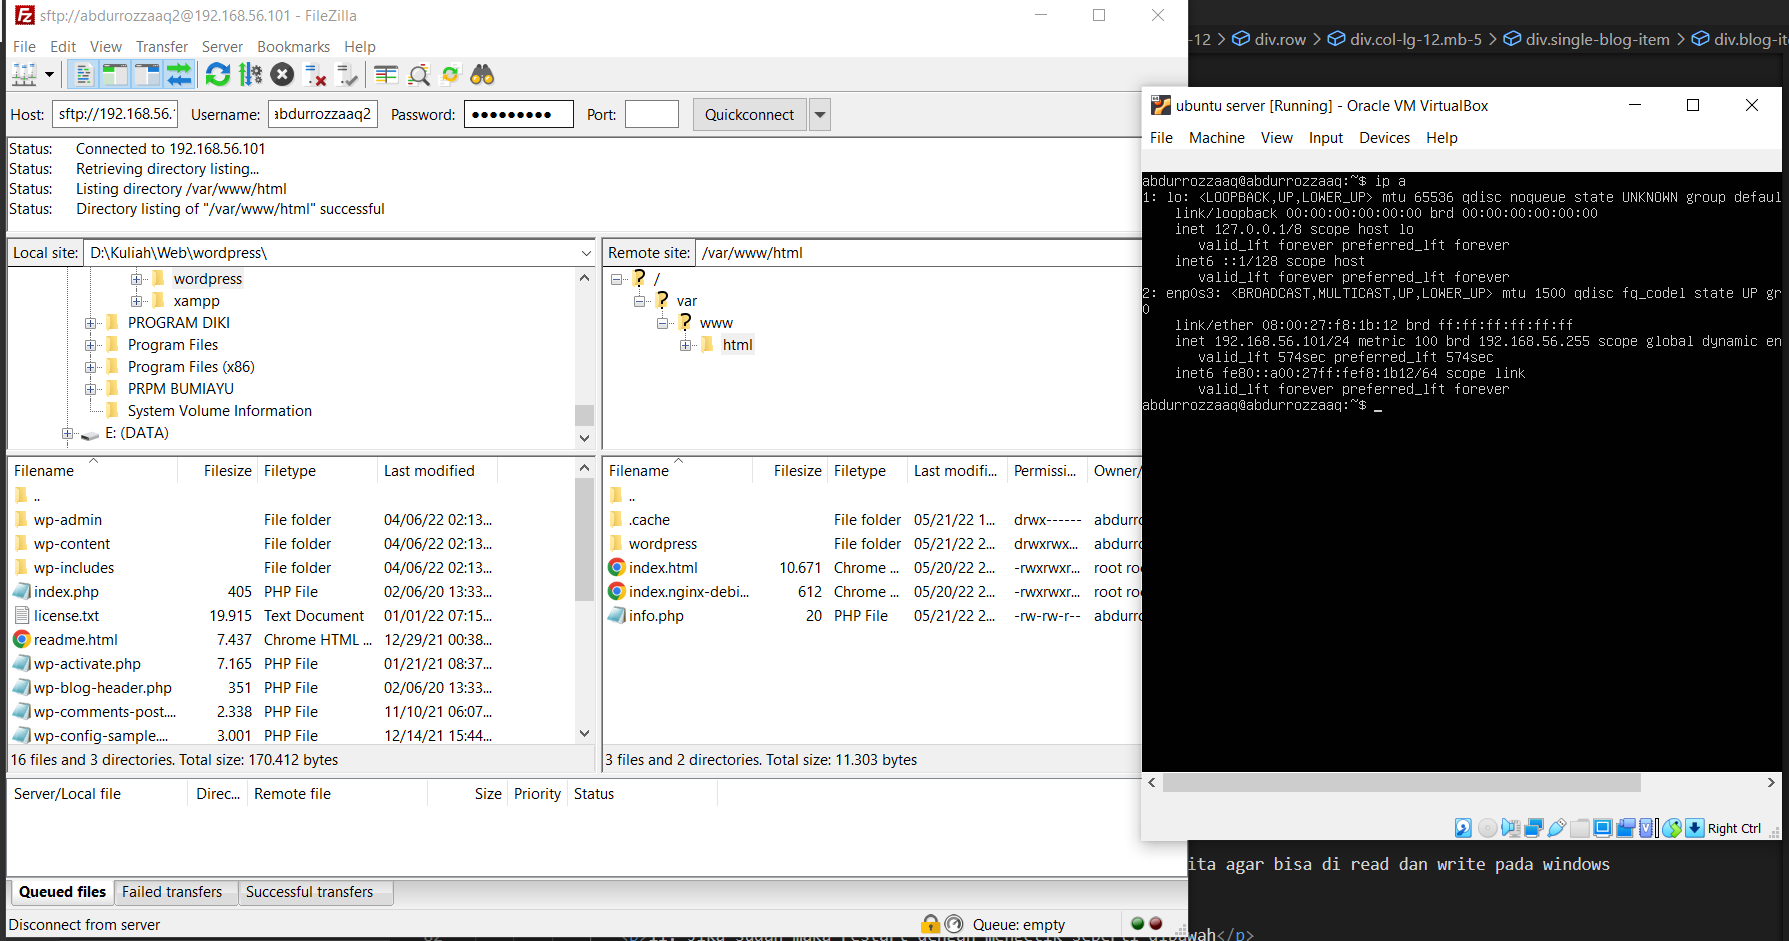 sftp://abdurrozzaaq2@192.168.56.101 - FileZilla
File Edit View Transfer Server Bookmarks Help
Host: sftp://192.168.56. Username: abdurrozzaaq2 Password: ●●●●●●●●● Port: Quickconnect
Status: Connected to 192.168.56.101
Status: Retrieving directory listing...
Status: Listing directory /var/www/html
Status: Directory listing of "/var/www/html" successful
Local site: D:\Kuliah\Web\wordpress\
wordpress
xampp
PROGRAM DIKI
Program Files
Program Files (x86)
PRPM BUMIAYU
System Volume Information
E: (DATA)
Remote site: /var/www/html
/
var
www
html
Filename Filesize Filetype Last modified
..
wp-admin File folder 04/06/22 02:13...
wp-content File folder 04/06/22 02:13...
wp-includes File folder 04/06/22 02:13...
index.php 405 PHP File 02/06/20 13:33...
license.txt 19.915 Text Document 01/01/22 07:15...
readme.html 7.437 Chrome HTML ... 12/29/21 00:38...
wp-activate.php 7.165 PHP File 01/21/21 08:37...
wp-blog-header.php 351 PHP File 02/06/20 13:33...
wp-comments-post.... 2.338 PHP File 11/10/21 06:07...
wp-config-sample.... 3.001 PHP File 12/14/21 15:44...
16 files and 3 directories. Total size: 170.412 bytes
Filename Filesize Filetype Last modifi... Permissi... Owner/
..
.cache File folder 05/21/22 1... drwx------ abdurro
wordpress File folder 05/21/22 2... drwxrwx... abdurro
index.html 10.671 Chrome ... 05/20/22 2... -rwxrwxr... root ro
index.nginx-debi... 612 Chrome ... 05/20/22 2... -rwxrwxr... root ro
info.php 20 PHP File 05/21/22 2... -rw-rw-r-- abdurro
3 files and 2 directories. Total size: 11.303 bytes
Server/Local file Direc... Remote file Size Priority Status
Queued files Failed transfers Successful transfers
Disconnect from server Queue: empty
-12 > div.row > div.col-lg-12.mb-5 > div.single-blog-item > div.blog-it
ubuntu server [Running] - Oracle VM VirtualBox
File Machine View Input Devices Help
abdurrozzaaq@abdurrozzaaq:~$ ip a
1: lo: <LOOPBACK,UP,LOWER_UP> mtu 65536 qdisc noqueue state UNKNOWN group defaul
link/loopback 00:00:00:00:00:00 brd 00:00:00:00:00:00
inet 127.0.0.1/8 scope host lo
valid_lft forever preferred_lft forever
inet6 ::1/128 scope host
valid_lft forever preferred_lft forever
2: enp0s3: <BROADCAST,MULTICAST,UP,LOWER_UP> mtu 1500 qdisc fq_codel state UP gr
0
link/ether 08:00:27:f8:1b:12 brd ff:ff:ff:ff:ff:ff
inet 192.168.56.101/24 metric 100 brd 192.168.56.255 scope global dynamic en
valid_lft 574sec preferred_lft 574sec
inet6 fe80::a00:27ff:fef8:1b12/64 scope link
valid_lft forever preferred_lft forever
abdurrozzaaq@abdurrozzaaq:~$ _
Right Ctrl
ita agar bisa di read dan write pada windows